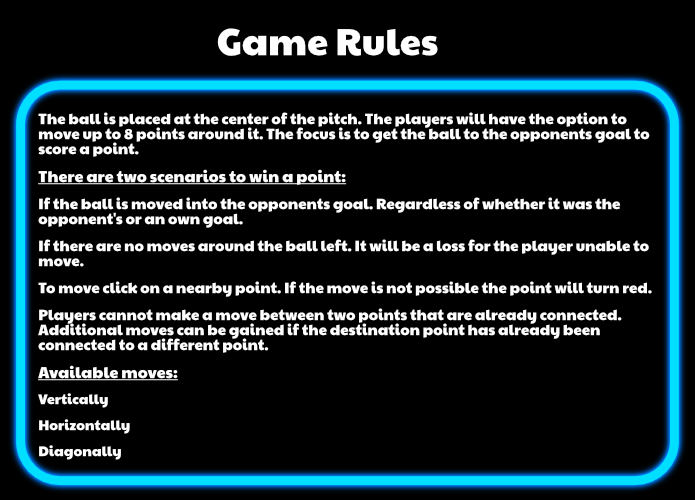 Game Rules
The ball is placed at the center of the pitch. The players will have the option to
move up to 8 points around it. The focus is to get the ball to the opponents goal to
score a point.
There are two scenarios to win a point:
If the ball is moved into the opponents goal. Regardless of whether it was the
opponent's or an own goal.
If there are no moves around the ball left. It will be a loss for the player unable to
move.
To move click on a nearby point. If the move is not possible the point will turn red.
Players cannot make a move between two points that are already connected.
Additional moves can be gained if the destination point has already been
connected to a different point.
Available moves:
Vertically
Horizontally
Diagonally